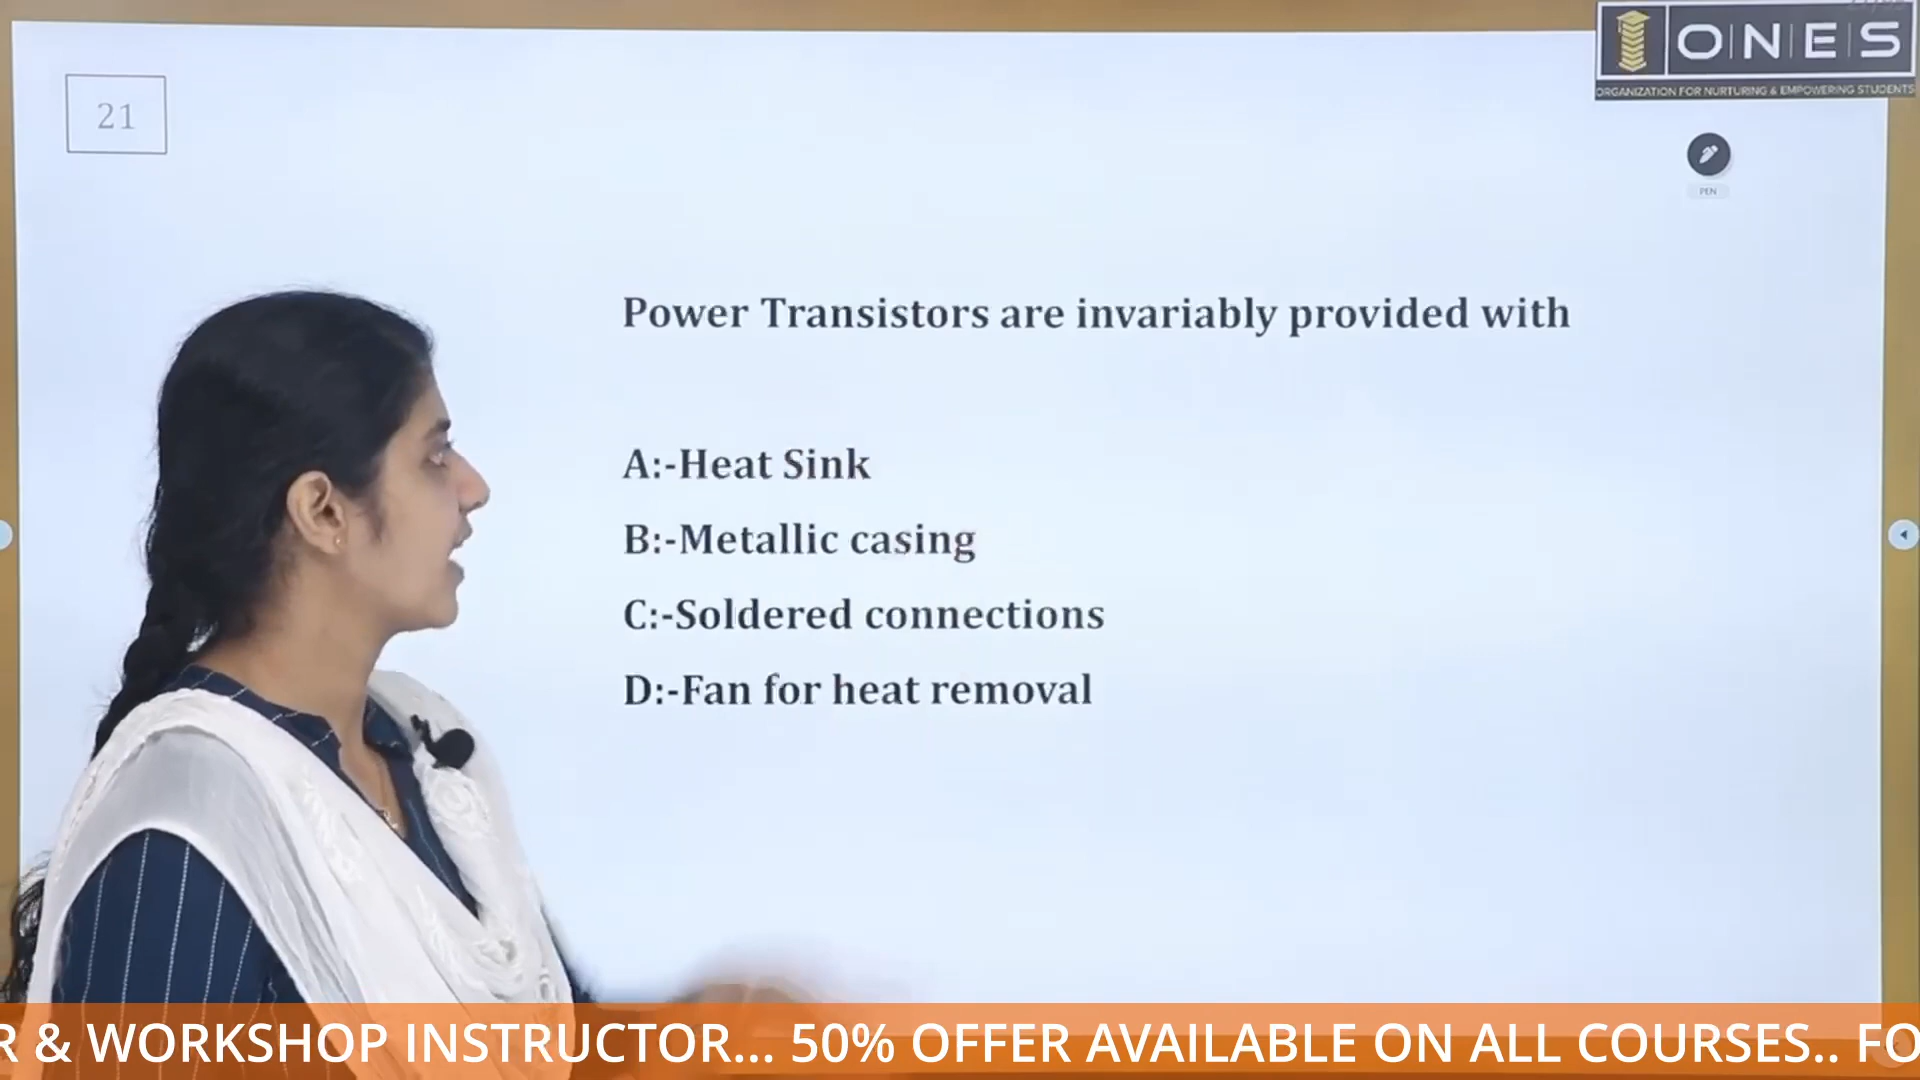 O|N|E|S
ORGANIZATION FOR NURTURING & EMPOWERING STUDENTS
21
PEN
Power Transistors are invariably provided with
A:-Heat Sink
B:-Metallic casing
C:-Soldered connections
D:-Fan for heat removal
R & WORKSHOP INSTRUCTOR... 50% OFFER AVAILABLE ON ALL COURSES.. FO